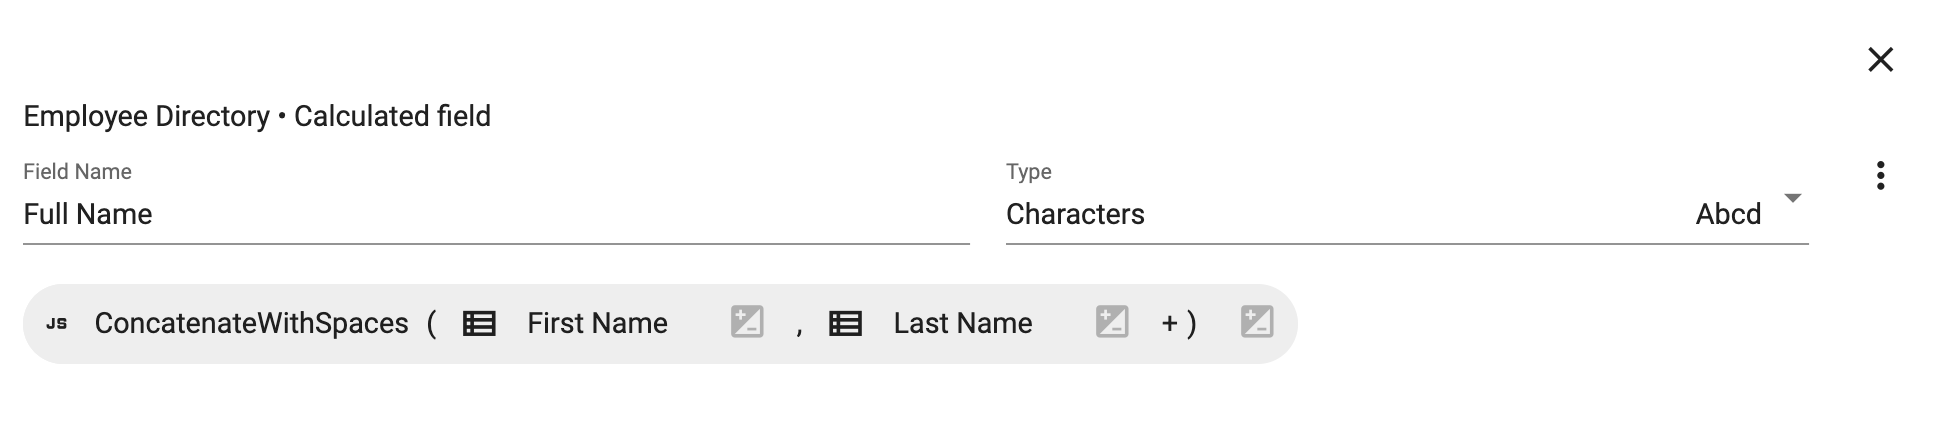 Employee Directory • Calculated field
Field Name
Full Name
Type
Characters Abcd
JS ConcatenateWithSpaces ( First Name , Last Name + )